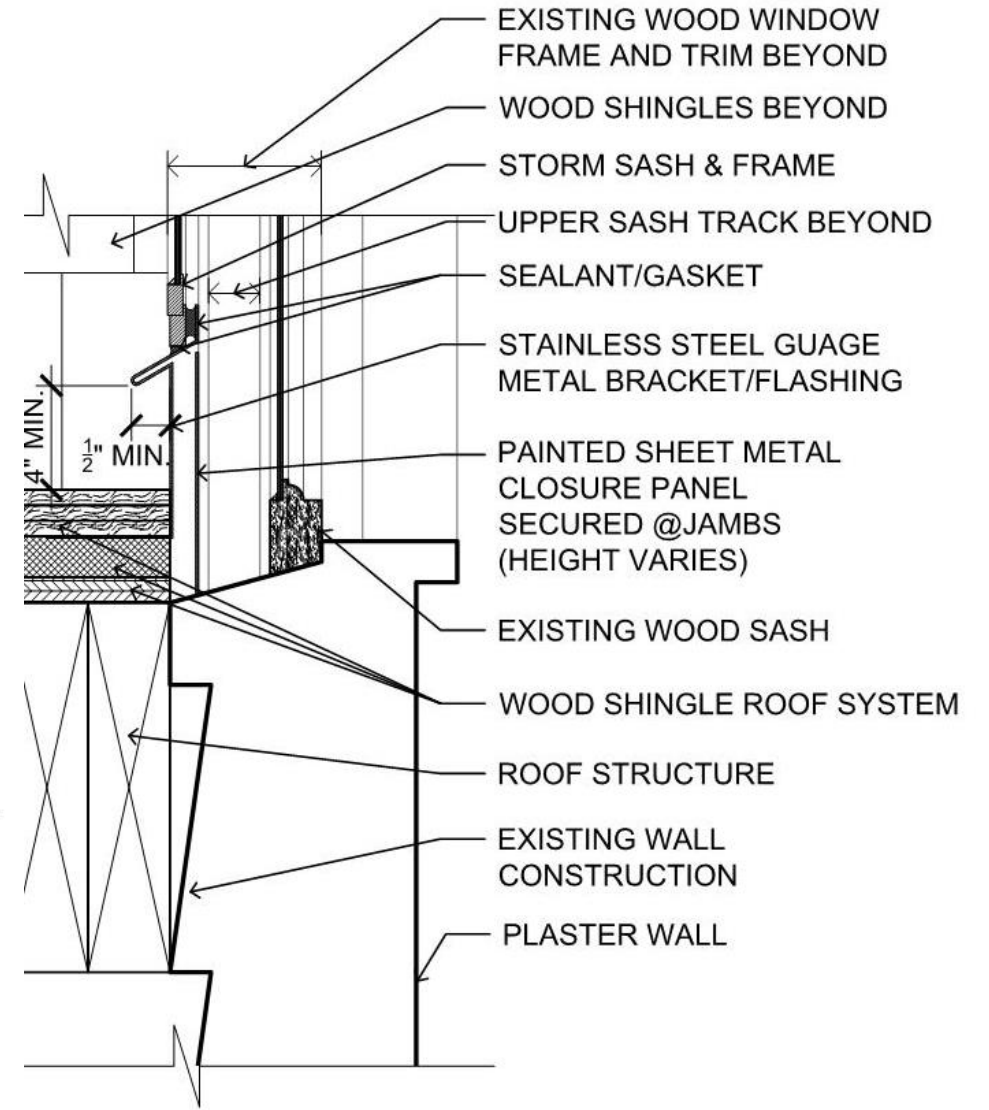 EXISTING WOOD WINDOW
FRAME AND TRIM BEYOND
WOOD SHINGLES BEYOND
STORM SASH & FRAME
UPPER SASH TRACK BEYOND
SEALANT/GASKET
STAINLESS STEEL GUAGE
METAL BRACKET/FLASHING
4" MIN.
½" MIN.
PAINTED SHEET METAL
CLOSURE PANEL
SECURED @JAMBS
(HEIGHT VARIES)
EXISTING WOOD SASH
WOOD SHINGLE ROOF SYSTEM
ROOF STRUCTURE
EXISTING WALL
CONSTRUCTION
PLASTER WALL